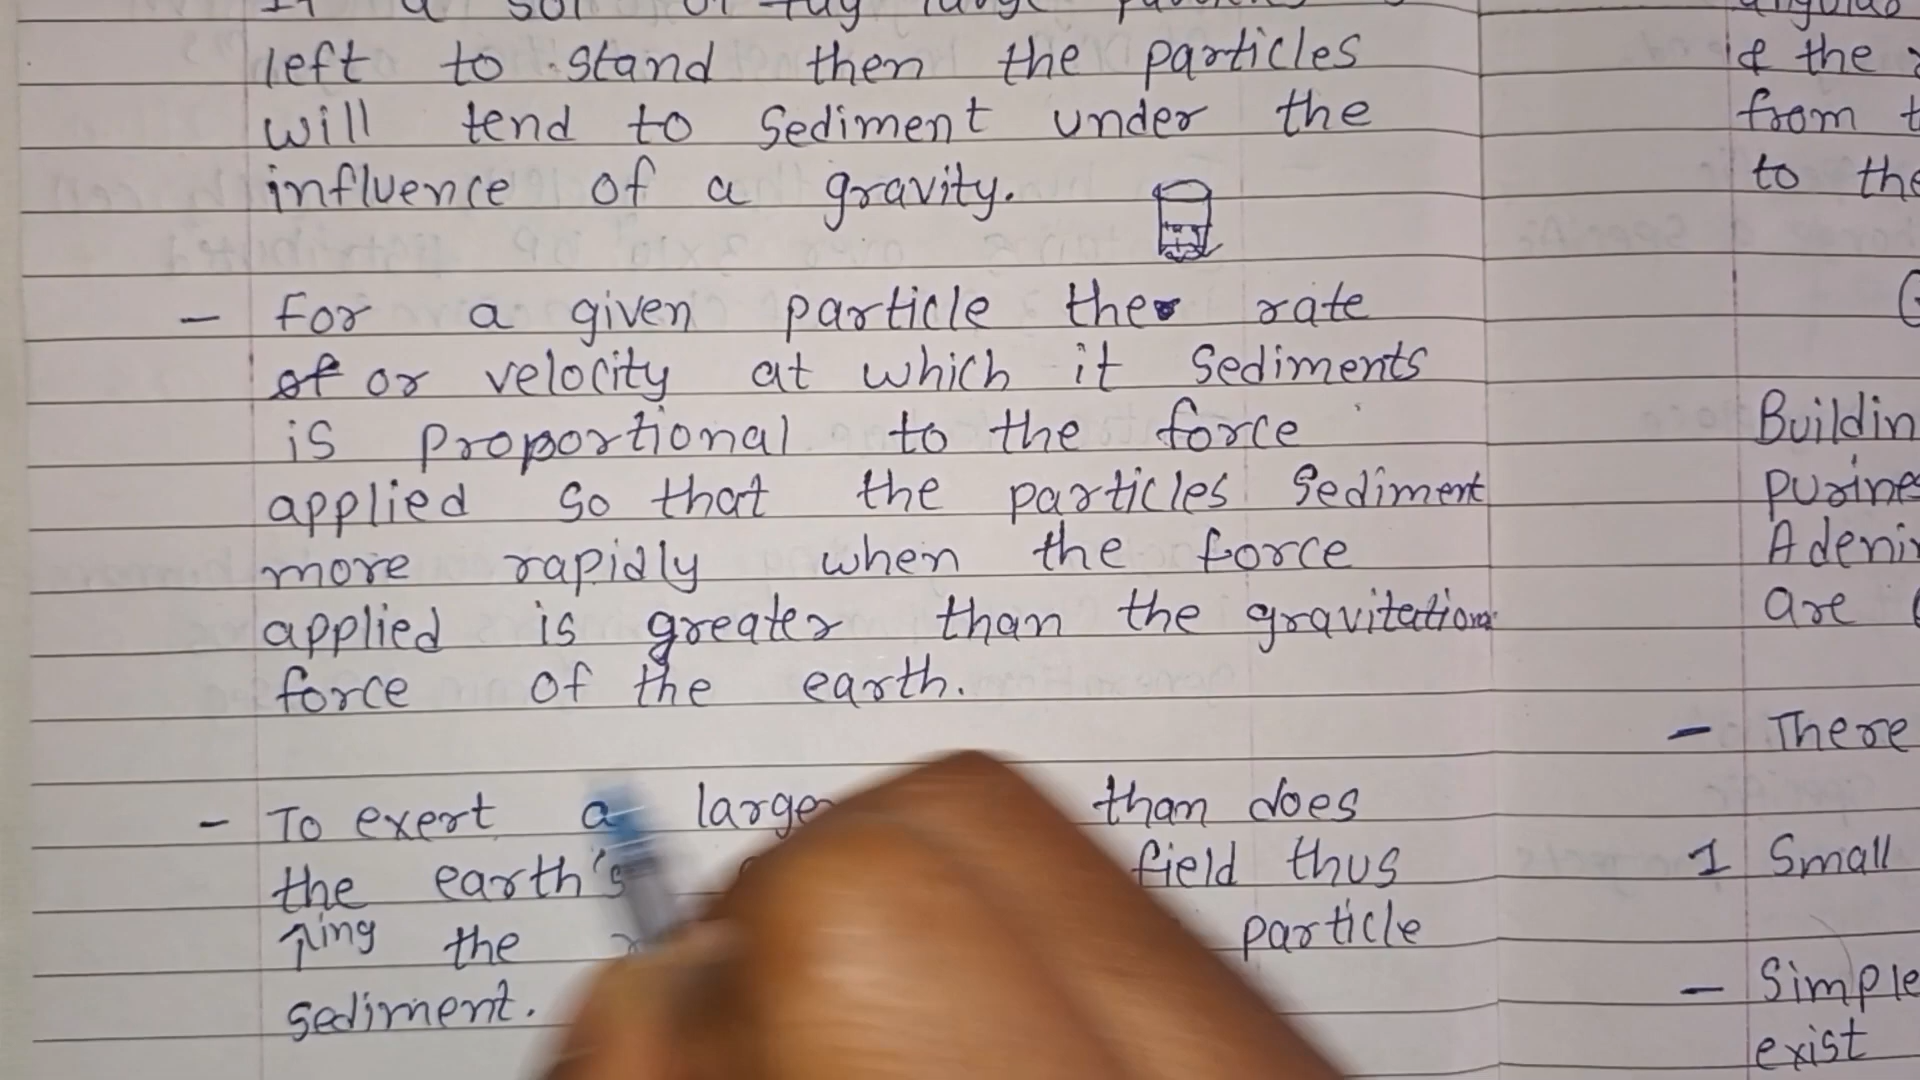 left to stand then the particles
will tend to sediment under the
influence of a gravity.
- For a given particle the rate
of or velocity at which it sediments
is proportional to the force
applied so that the particles sediment
more rapidly when the force
applied is greater than the gravitational
force of the earth.
- To exert a large than does
the earth's field thus
the particle
sediment.
& the
from
to the
Buildin
purines
Adenin
are
- There
1 Small
- Simple
exist